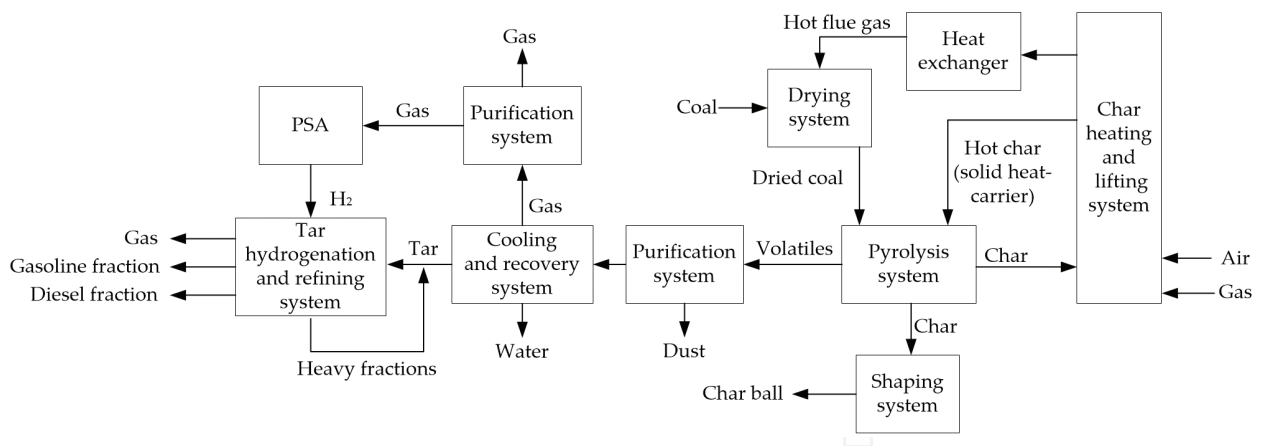 Hot flue gas
Heat
exchanger
Gas
Coal
Drying
system
PSA
Gas
Purification
system
Char
heating
and
lifting
system
Hot char
(solid heat-
carrier)
Dried coal
H₂
Gas
Gas
Gasoline fraction
Diesel fraction
Tar
hydrogenation
and refining
system
Tar
Cooling
and recovery
system
Purification
system
Volatiles
Pyrolysis
system
Char
Air
Gas
Heavy fractions
Water
Dust
Char
Char ball
Shaping
system